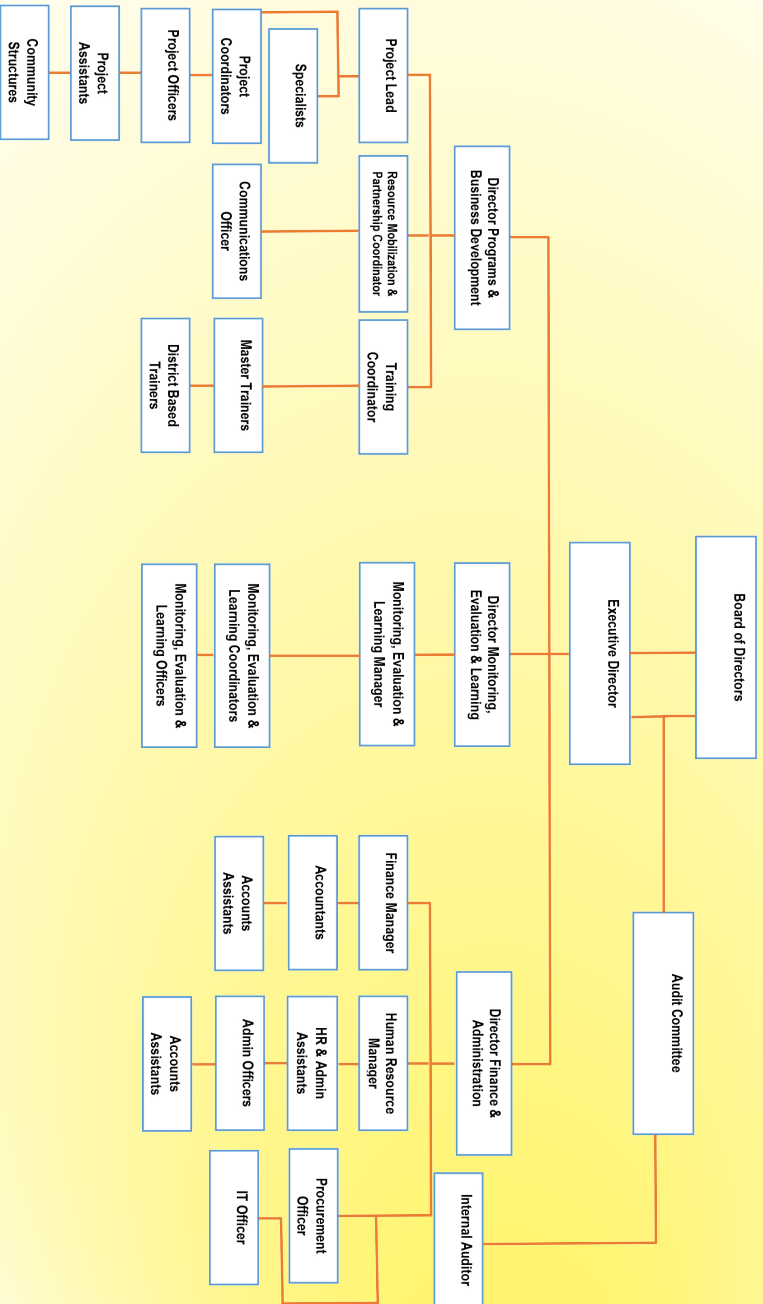 Board of Directors
Executive Director
Audit Committee
Internal Auditor
Director Programs &
Business Development
Director Monitoring,
Evaluation & Learning
Director Finance &
Administration
Project Lead
Resource Mobilization &
Partnership Coordinator
Training
Coordinator
Monitoring, Evaluation &
Learning Manager
Finance Manager
Human Resource
Manager
Procurement
Officer
Specialists
Accountants
HR & Admin
Assistants
Project
Coordinators
Communications
Officer
Master Trainers
Monitoring, Evaluation &
Learning Coordinators
Accounts
Assistants
Admin Officers
IT Officer
Project Officers
District Based
Trainers
Monitoring, Evaluation &
Learning Officers
Accounts
Assistants
Project
Assistants
Community
Structures